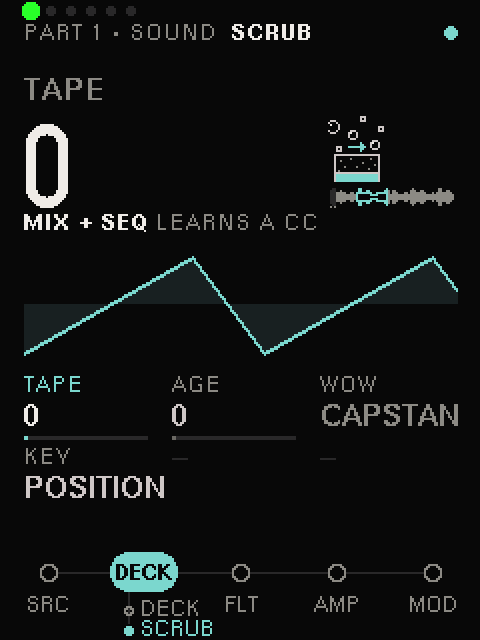 PART 1 · SOUND SCRUB
TAPE
0
MIX + SEQ LEARNS A CC
TAPE AGE WOW
0 0 CAPSTAN
KEY — —
POSITION
DECK
SRC DECK FLT AMP MOD
SCRUB